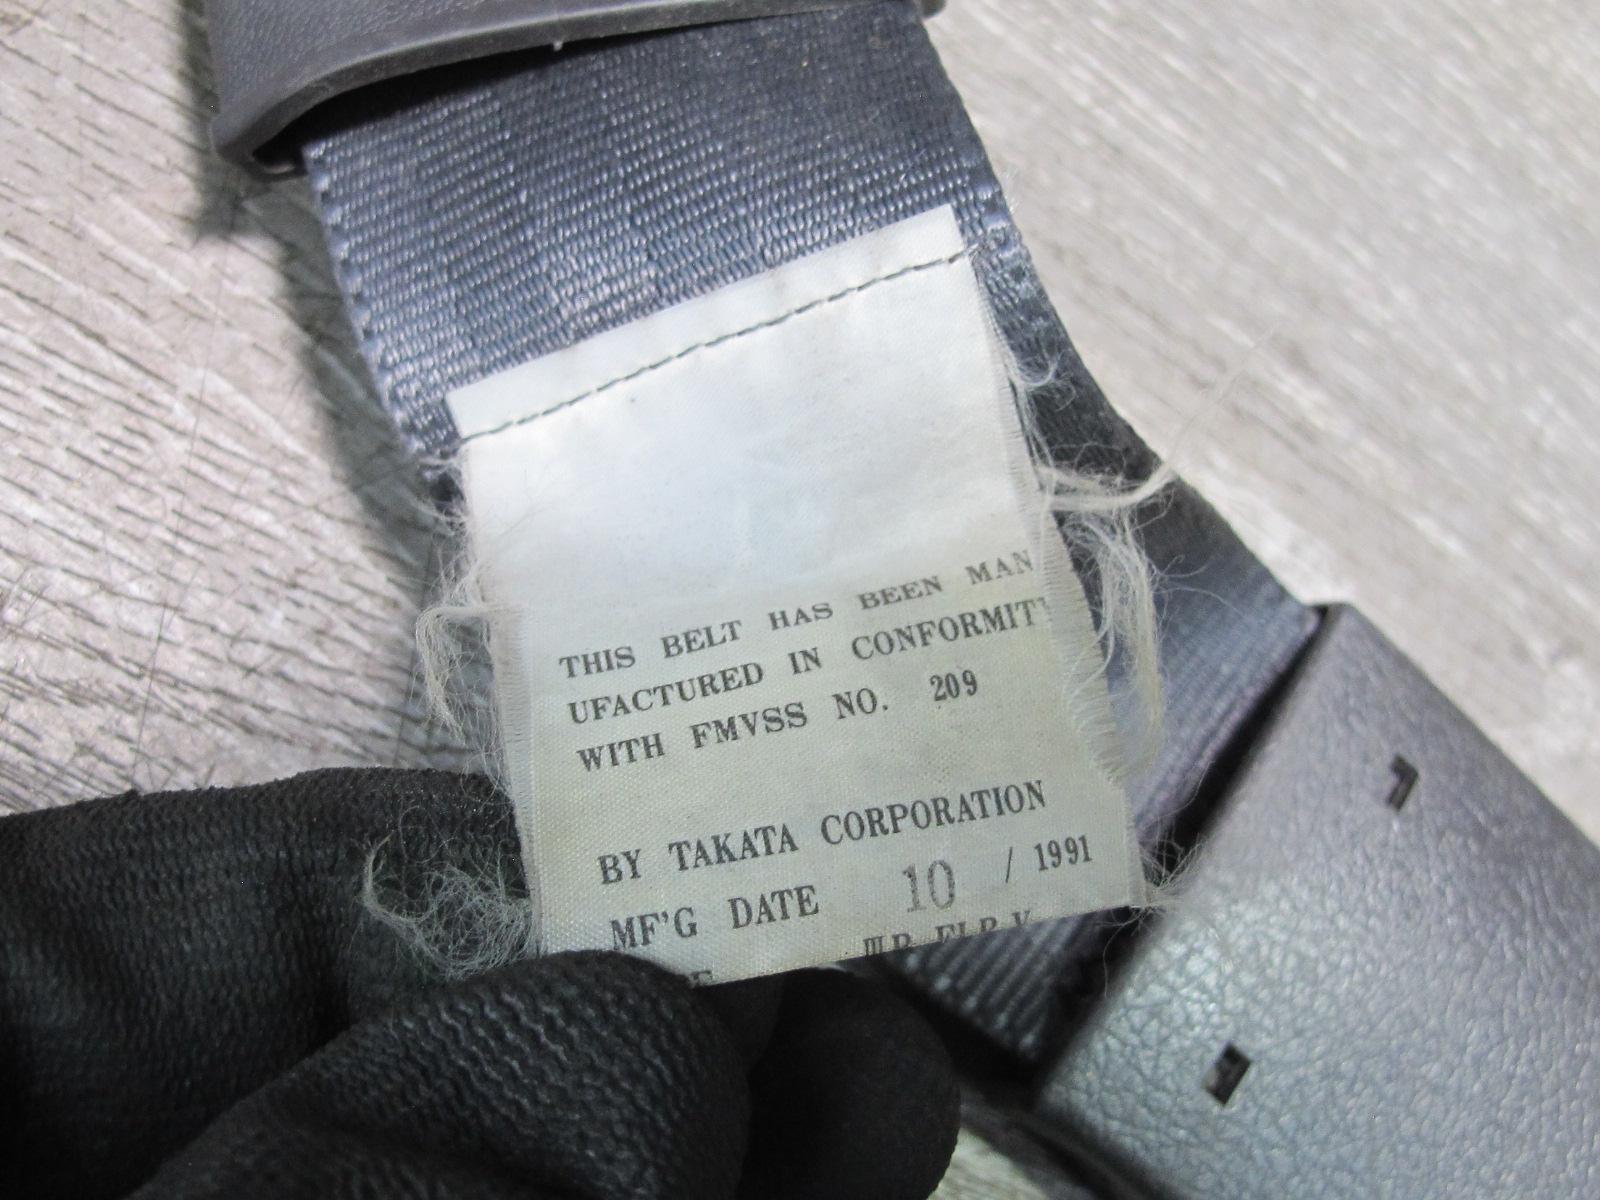 THIS BELT HAS BEEN MAN
UFACTURED IN CONFORMITY
WITH FMVSS NO. 209
BY TAKATA CORPORATION
MF'G DATE 10 / 1991